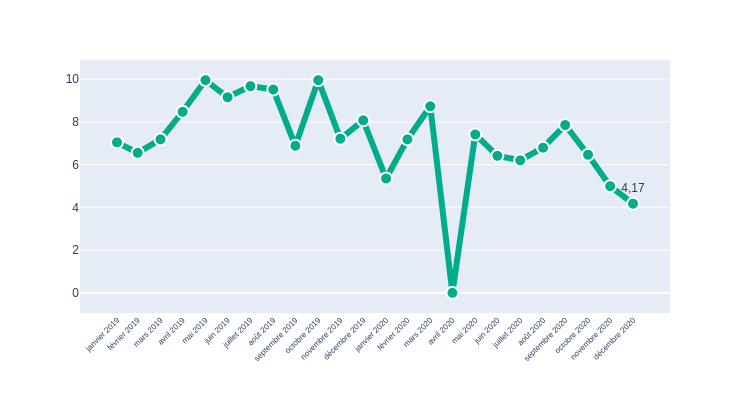 10
8
6
4
2
0
4,17
janvier 2019
février 2019
mars 2019
avril 2019
mai 2019
juin 2019
juillet 2019
août 2019
septembre 2019
octobre 2019
novembre 2019
décembre 2019
janvier 2020
février 2020
mars 2020
avril 2020
mai 2020
juin 2020
juillet 2020
août 2020
septembre 2020
octobre 2020
novembre 2020
décembre 2020